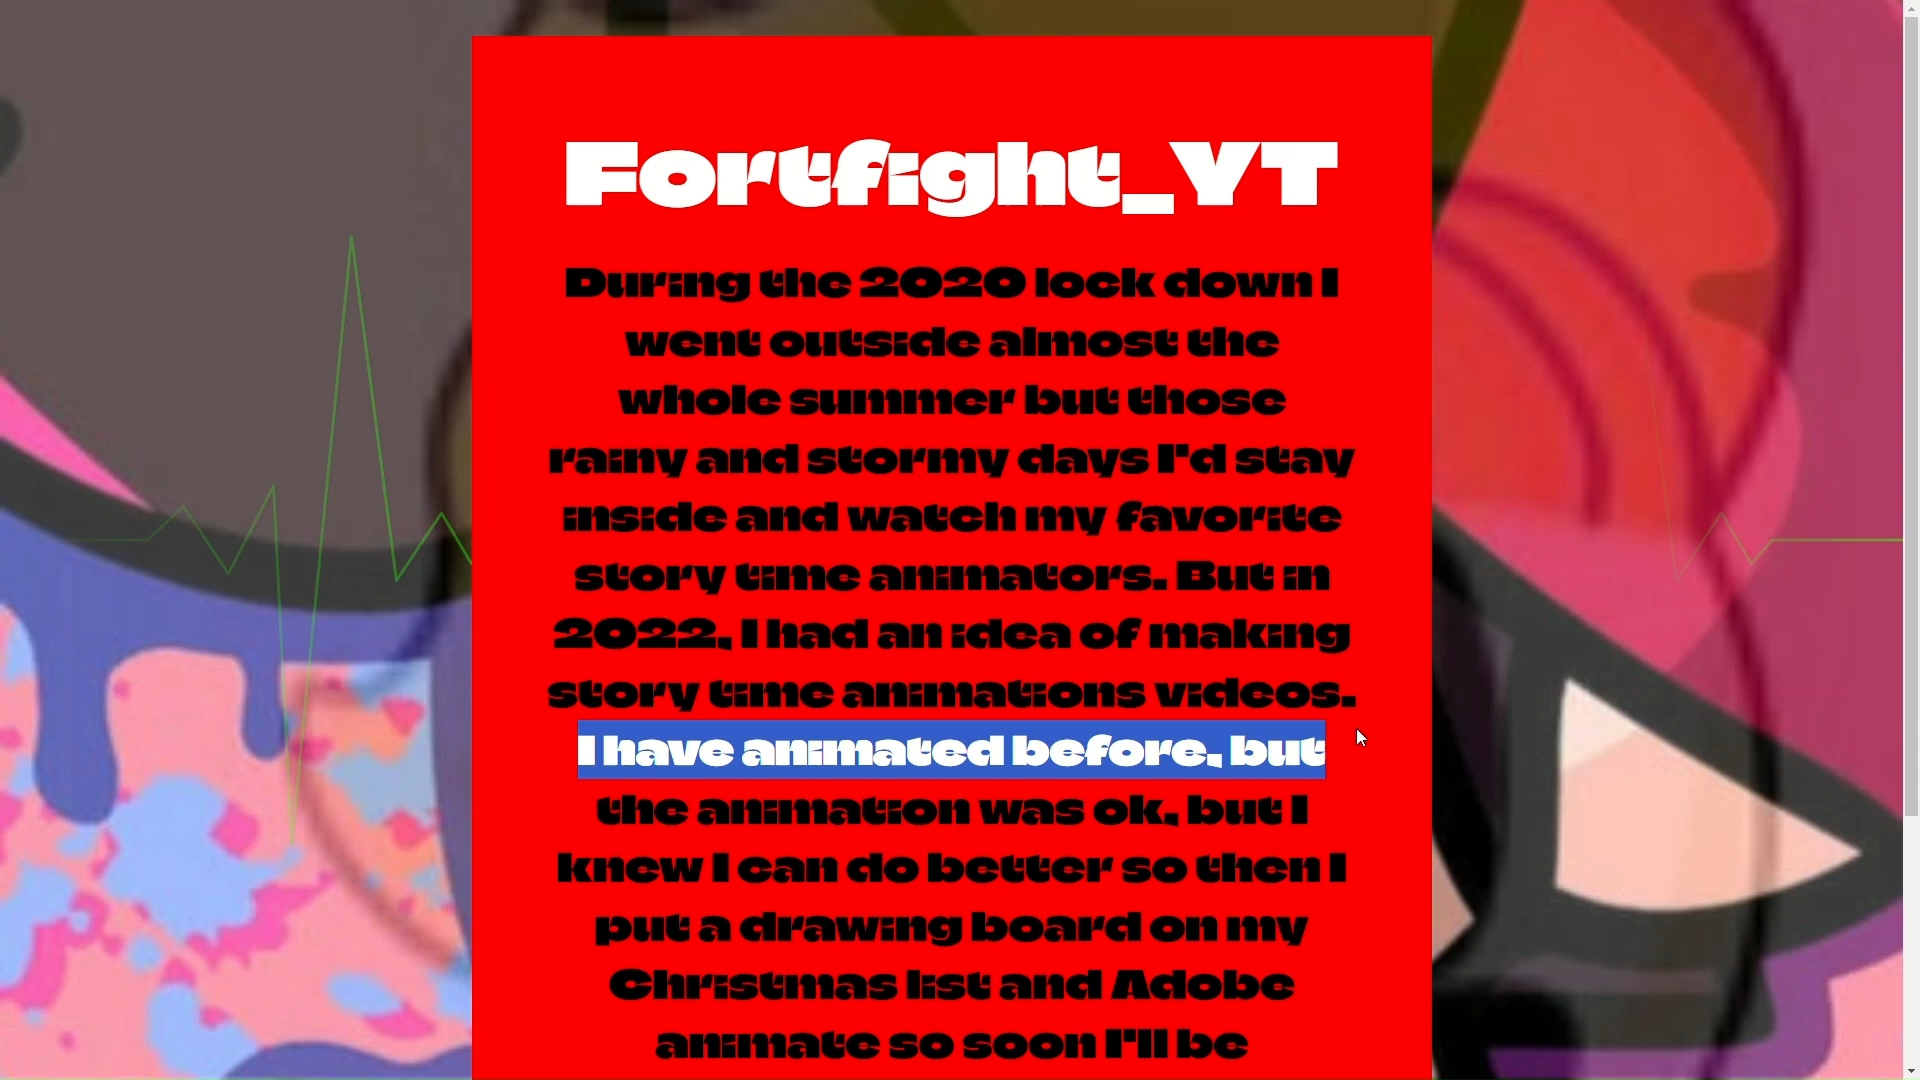 Fortfight_YT
During the 2020 lock down I
went outside almost the
whole summer but those
rainy and stormy days I'd stay
inside and watch my favorite
story time animators. But in
2022, I had an idea of making
story time animations videos.
I have animated before, but
the animation was ok, but I
knew I can do better so then I
put a drawing board on my
Christmas list and Adobe
animate so soon I'll be